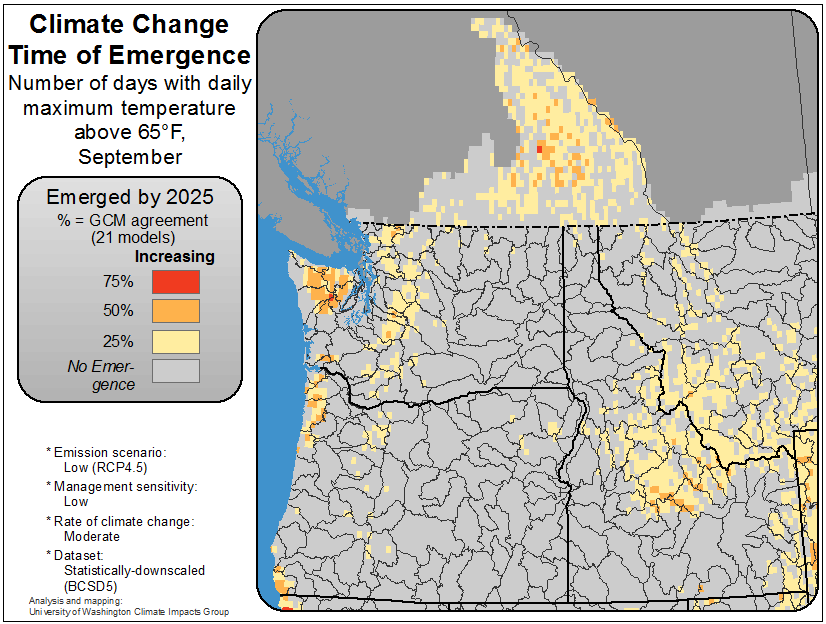 Climate Change
Time of Emergence
Number of days with daily
maximum temperature
above 65°F,
September
Emerged by 2025
% = GCM agreement
(21 models)
Increasing
75%
50%
25%
No Emer-
gence
* Emission scenario:
Low (RCP4.5)
* Management sensitivity:
Low
* Rate of climate change:
Moderate
* Dataset:
Statistically-downscaled
(BCSD5)
Analysis and mapping:
University of Washington Climate Impacts Group